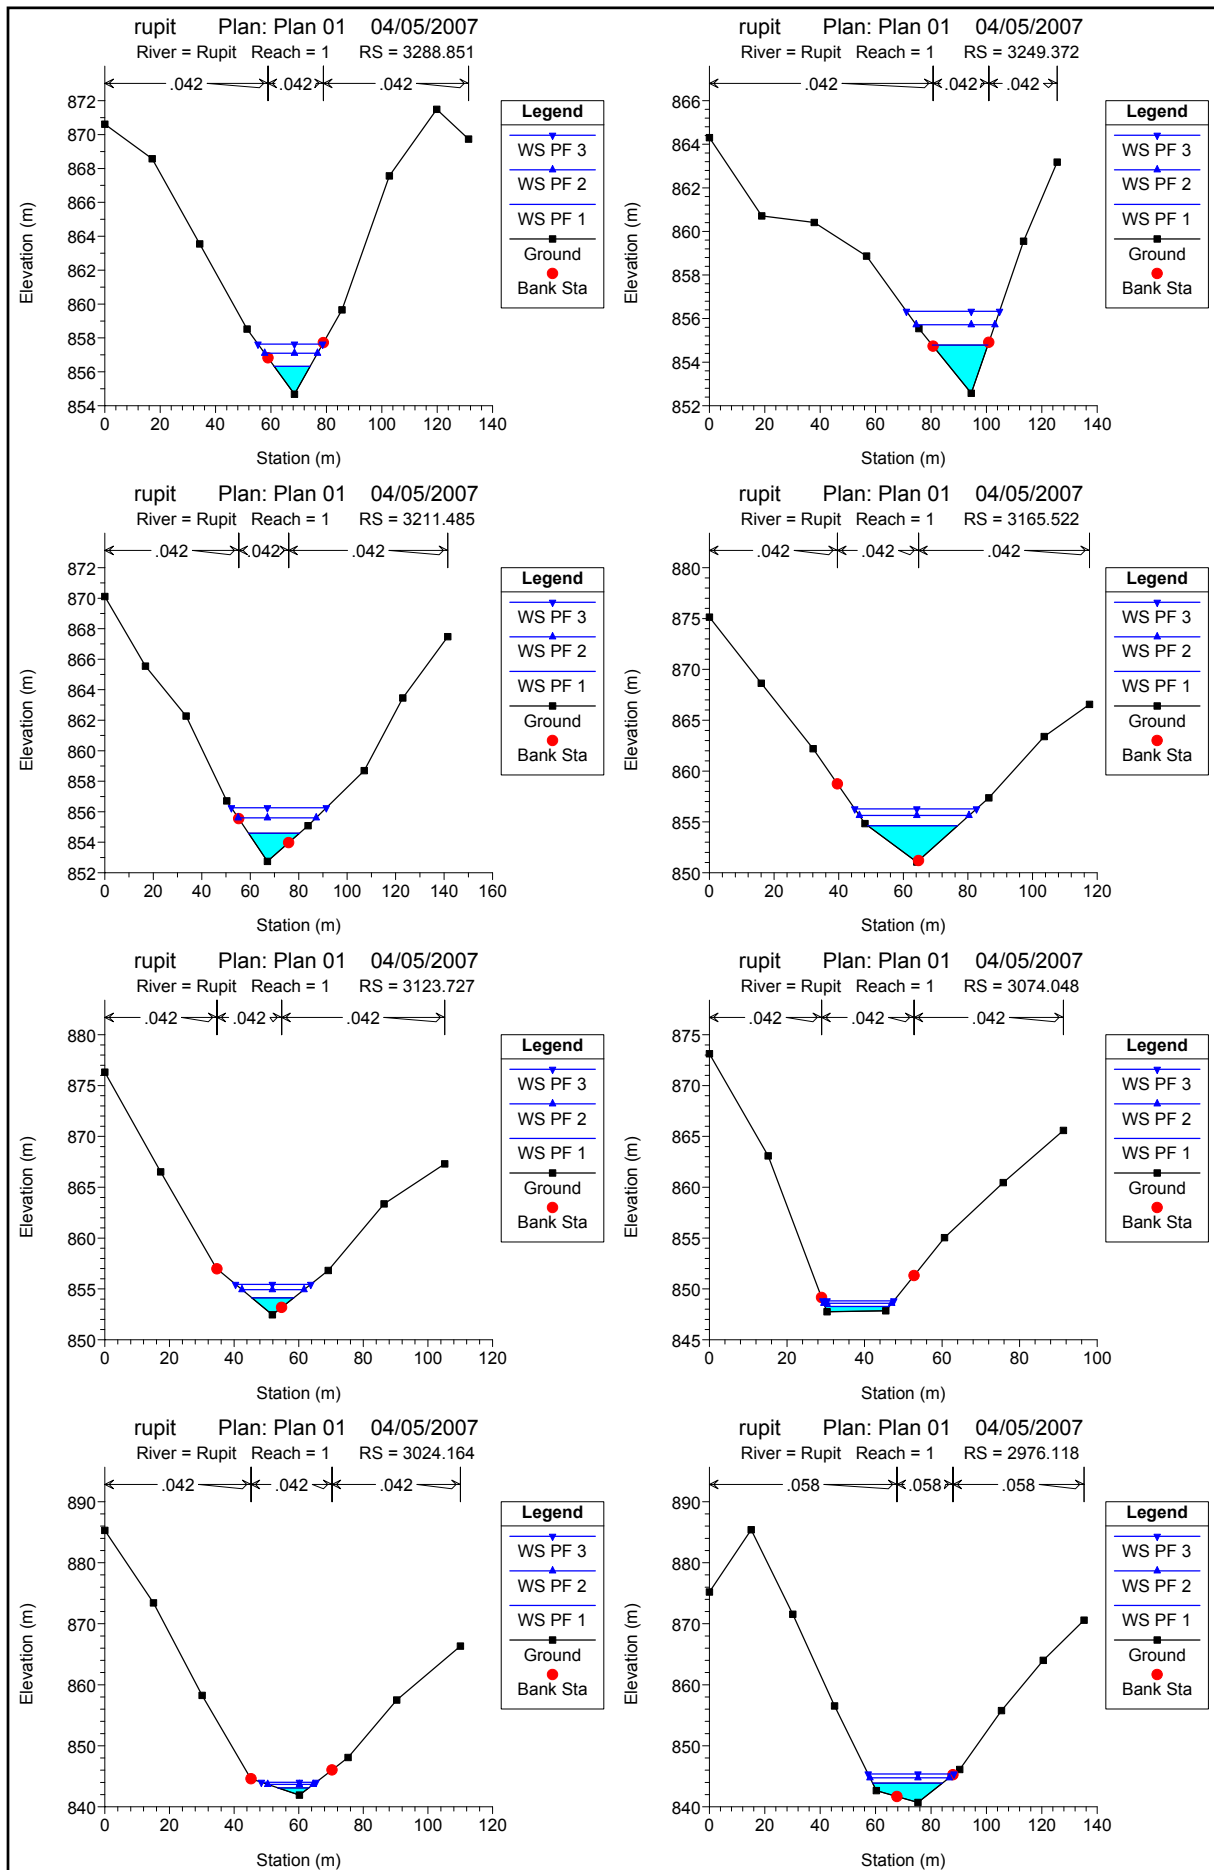 rupit Plan: Plan 01 04/05/2007
River = Rupit Reach = 1 RS = 3288.851
.042 .042 .042
872
870
868
866
864
862
860
858
856
854
0 20 40 60 80 100 120 140
Station (m)
Elevation (m)
Legend
WS PF 3
WS PF 2
WS PF 1
Ground
Bank Sta
rupit Plan: Plan 01 04/05/2007
River = Rupit Reach = 1 RS = 3249.372
.042 .042 .042
866
864
862
860
858
856
854
852
0 20 40 60 80 100 120 140
Station (m)
Elevation (m)
Legend
WS PF 3
WS PF 2
WS PF 1
Ground
Bank Sta
rupit Plan: Plan 01 04/05/2007
River = Rupit Reach = 1 RS = 3211.485
.042 .042 .042
872
870
868
866
864
862
860
858
856
854
852
0 20 40 60 80 100 120 140 160
Station (m)
Elevation (m)
Legend
WS PF 3
WS PF 2
WS PF 1
Ground
Bank Sta
rupit Plan: Plan 01 04/05/2007
River = Rupit Reach = 1 RS = 3165.522
.042 .042 .042
880
875
870
865
860
855
850
0 20 40 60 80 100 120
Station (m)
Elevation (m)
Legend
WS PF 3
WS PF 2
WS PF 1
Ground
Bank Sta
rupit Plan: Plan 01 04/05/2007
River = Rupit Reach = 1 RS = 3123.727
.042 .042 .042
880
875
870
865
860
855
850
0 20 40 60 80 100 120
Station (m)
Elevation (m)
Legend
WS PF 3
WS PF 2
WS PF 1
Ground
Bank Sta
rupit Plan: Plan 01 04/05/2007
River = Rupit Reach = 1 RS = 3074.048
.042 .042 .042
875
870
865
860
855
850
845
0 20 40 60 80 100
Station (m)
Elevation (m)
Legend
WS PF 3
WS PF 2
WS PF 1
Ground
Bank Sta
rupit Plan: Plan 01 04/05/2007
River = Rupit Reach = 1 RS = 3024.164
.042 .042 .042
890
880
870
860
850
840
0 20 40 60 80 100 120
Station (m)
Elevation (m)
Legend
WS PF 3
WS PF 2
WS PF 1
Ground
Bank Sta
rupit Plan: Plan 01 04/05/2007
River = Rupit Reach = 1 RS = 2976.118
.058 .058 .058
890
880
870
860
850
840
0 20 40 60 80 100 120 140
Station (m)
Elevation (m)
Legend
WS PF 3
WS PF 2
WS PF 1
Ground
Bank Sta